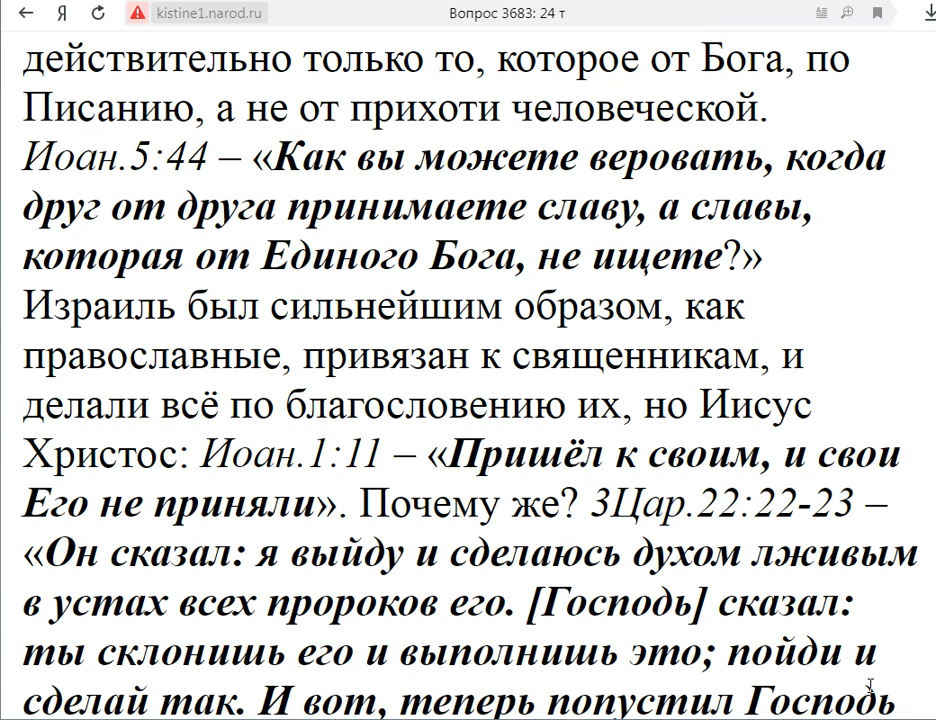 kistine1.narod.ru
Вопрос 3683: 24 т
действительно только то, которое от Бога, по
Писанию, а не от прихоти человеческой.
Иоан.5:44 – «Как вы можете веровать, когда
друг от друга принимаете славу, а славы,
которая от Единого Бога, не ищете?»
Израиль был сильнейшим образом, как
православные, привязан к священникам, и
делали всё по благословению их, но Иисус
Христос: Иоан.1:11 – «Пришёл к своим, и свои
Его не приняли». Почему же? 3Цар.22:22-23 –
«Он сказал: я выйду и сделаюсь духом лживым
в устах всех пророков его. [Господь] сказал:
ты склонишь его и выполнишь это; пойди и
сделай так. И вот, теперь попустил Господь